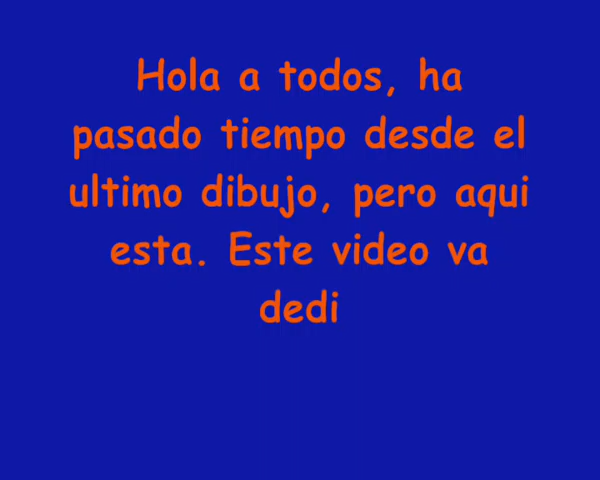 Hola a todos, ha
pasado tiempo desde el
ultimo dibujo, pero aqui
esta. Este video va
dedi